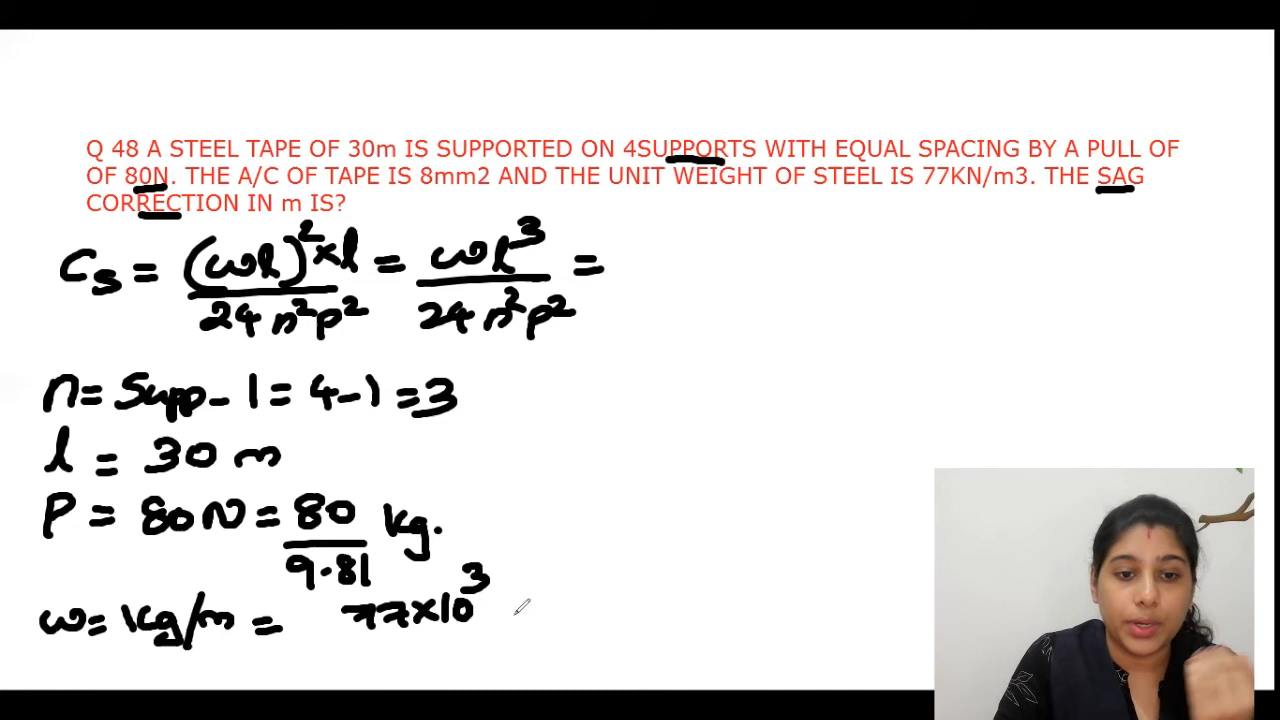 Q 48 A STEEL TAPE OF 30m IS SUPPORTED ON 4SUPPORTS WITH EQUAL SPACING BY A PULL OF
OF 80N. THE A/C OF TAPE IS 8mm2 AND THE UNIT WEIGHT OF STEEL IS 77KN/m3. THE SAG
CORRECTION IN m IS?
Cs = (ωl)²×l / 24n²p² = ωl³ / 24n²p² =
n = Supp - 1 = 4 - 1 = 3
l = 30 m
P = 80N = 80 / 9.81 kg.
ω = kg/m = 77×10³